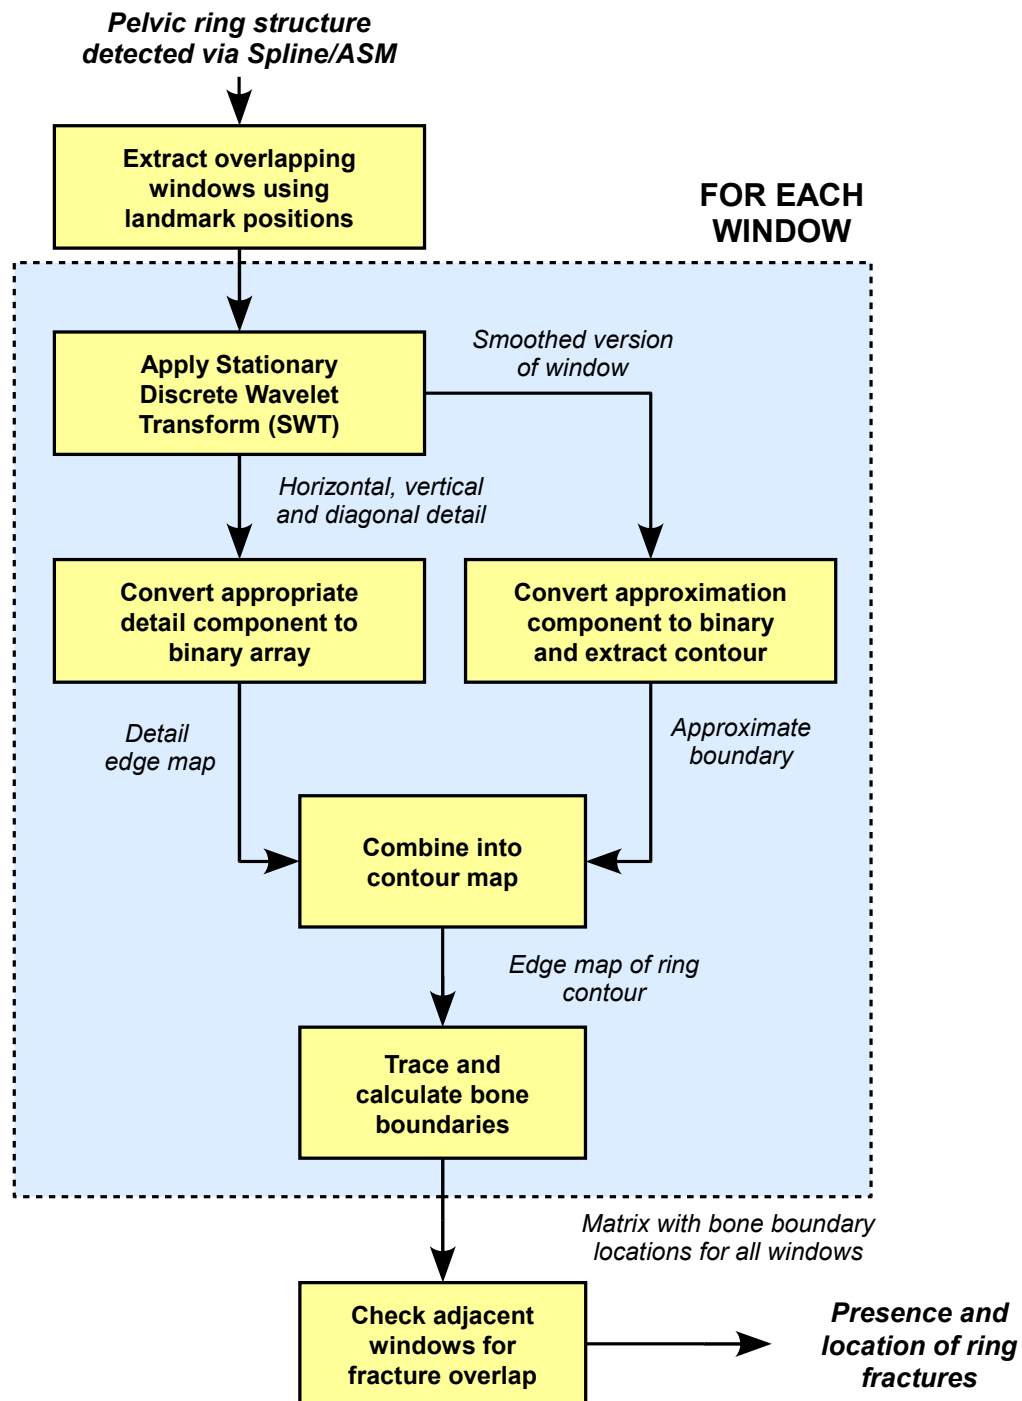 Pelvic ring structure
detected via Spline/ASM
Extract overlapping
windows using
landmark positions
FOR EACH
WINDOW
Apply Stationary
Discrete Wavelet
Transform (SWT)
Smoothed version
of window
Horizontal, vertical
and diagonal detail
Convert appropriate
detail component to
binary array
Convert approximation
component to binary
and extract contour
Detail
edge map
Approximate
boundary
Combine into
contour map
Edge map of ring
contour
Trace and
calculate bone
boundaries
Matrix with bone boundary
locations for all windows
Check adjacent
windows for
fracture overlap
Presence and
location of ring
fractures